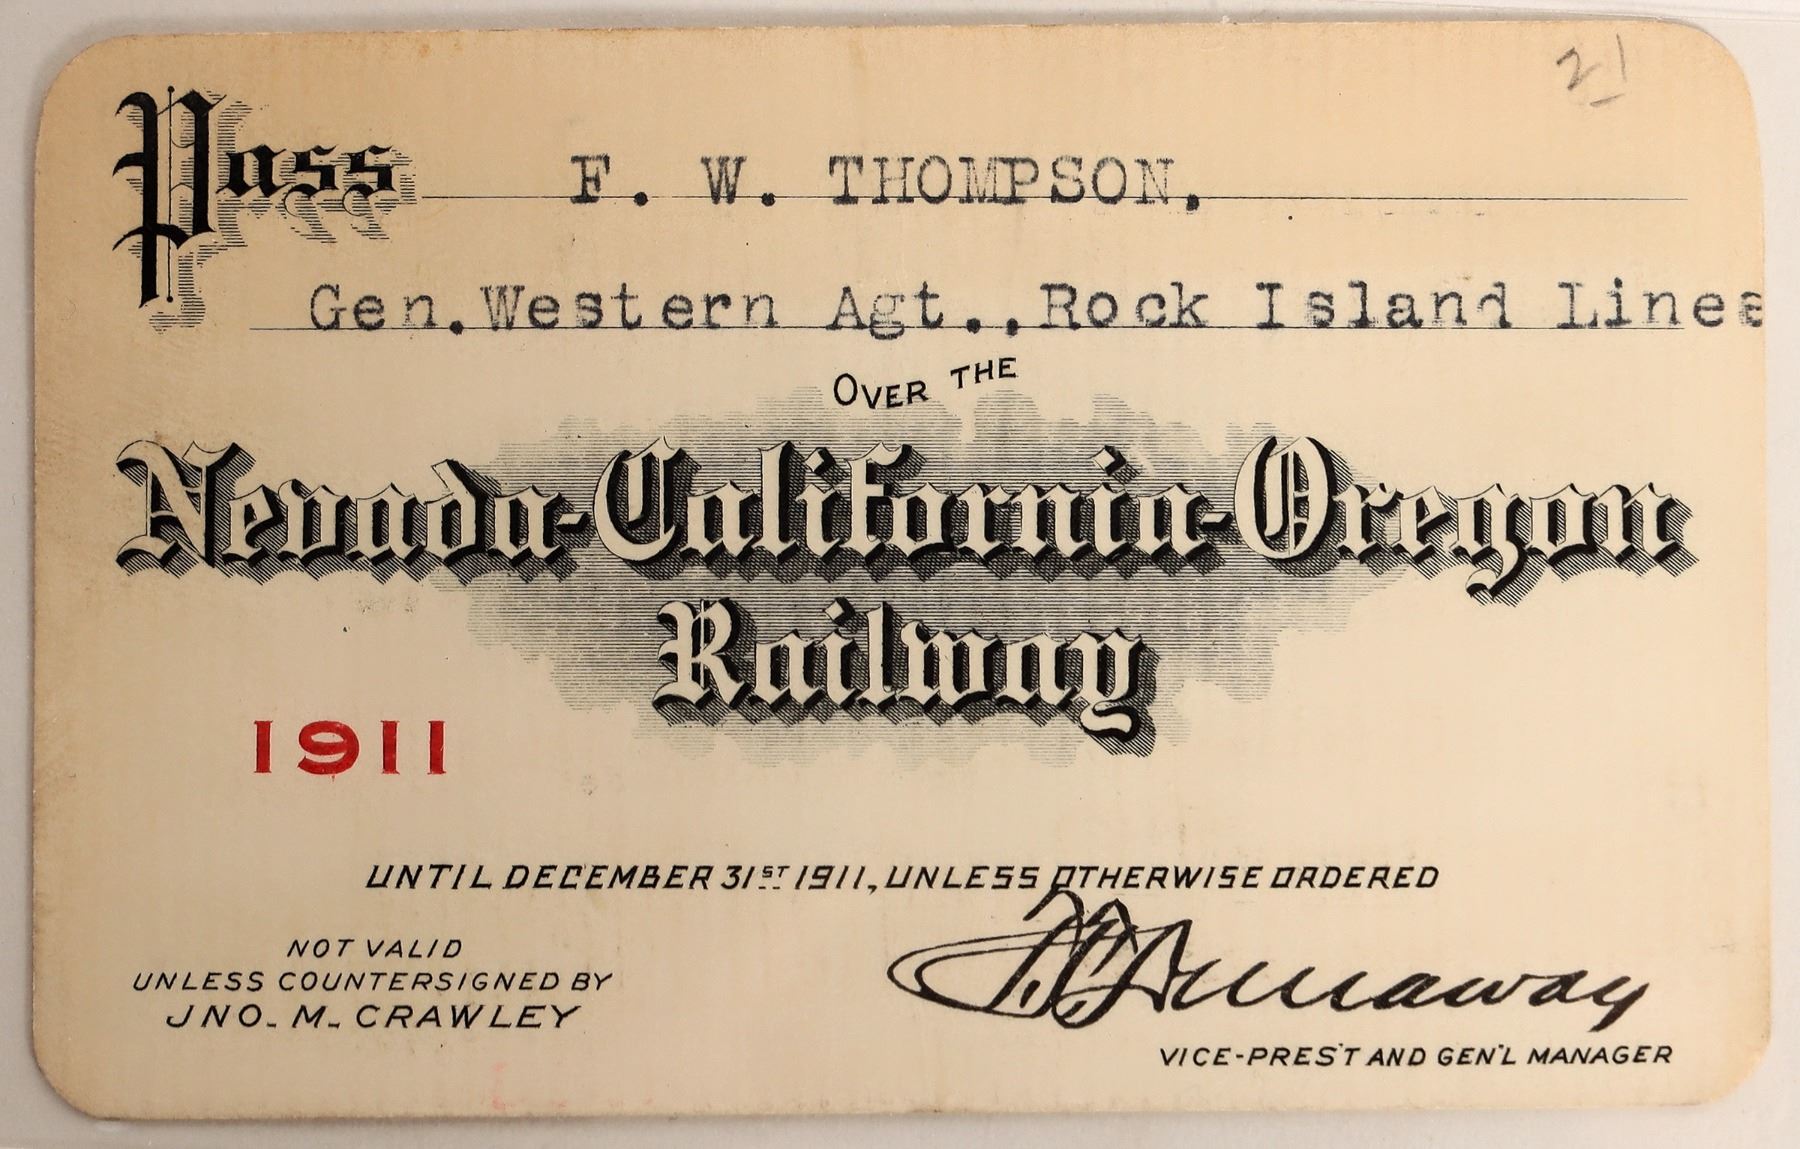 21
Pass F. W. THOMPSON.
Gen. Western Agt.., Rock Island Lines
OVER THE
Nevada-California-Oregon
Railway
1911
UNTIL DECEMBER 31ST 1911, UNLESS OTHERWISE ORDERED
NOT VALID
UNLESS COUNTERSIGNED BY
JNO. M. CRAWLEY
VICE-PRES'T AND GEN'L MANAGER